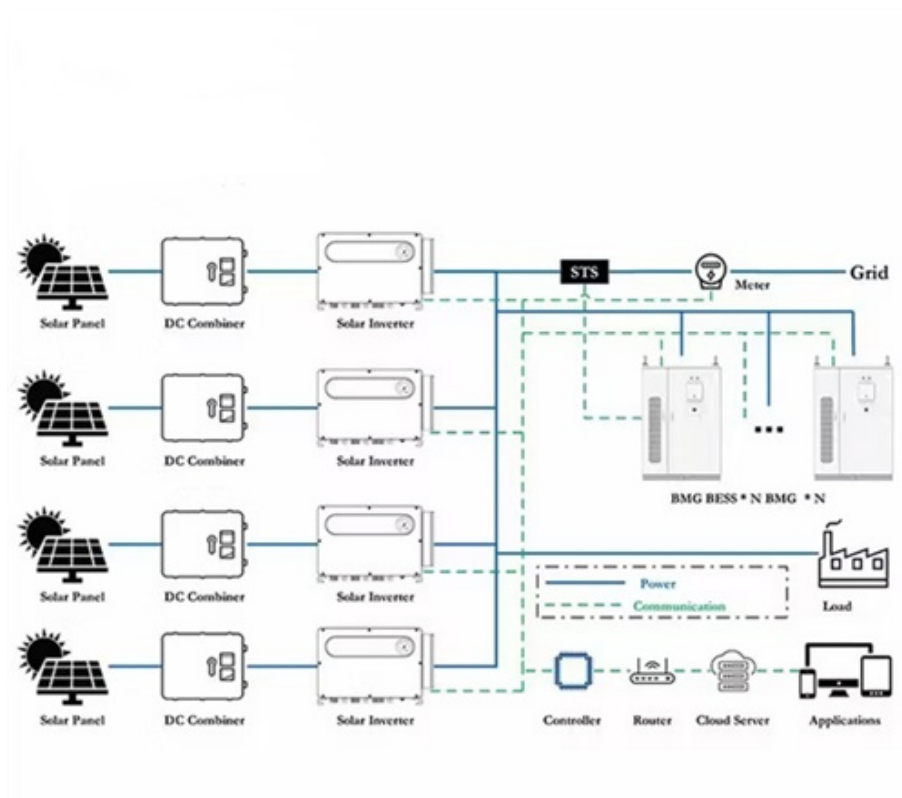 STS
Grid
Meter
Solar Panel DC Combiner Solar Inverter
Solar Panel DC Combiner Solar Inverter
BMG BESS * N BMG * N
Solar Panel DC Combiner Solar Inverter
Power
Communication
Load
Solar Panel DC Combiner Solar Inverter
Controller Router Cloud Server Applications